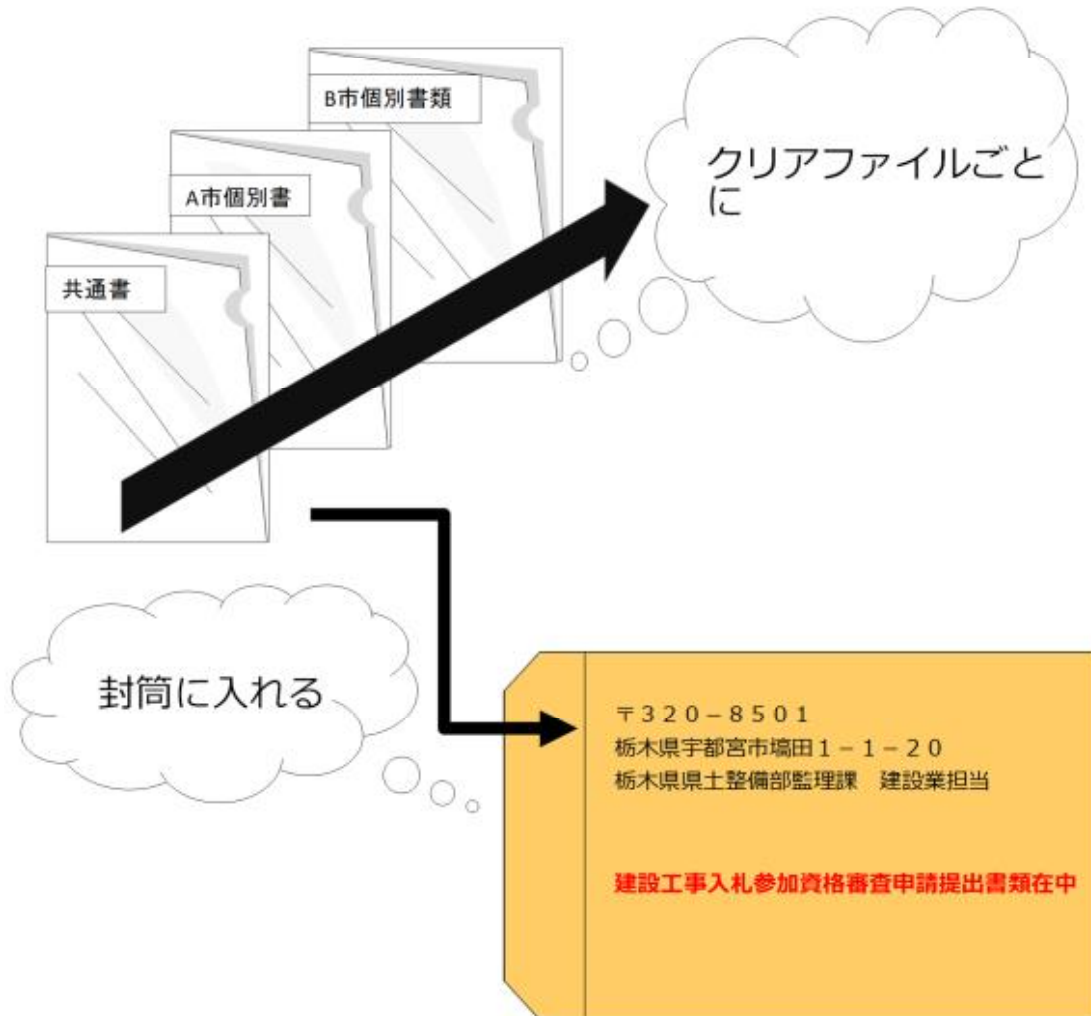 B市個別書類
A市個別書
共通書
クリアファイルごと
に
封筒に入れる
〒３２０－８５０１
栃木県宇都宮市塙田１－１－２０
栃木県県土整備部監理課　建設業担当
建設工事入札参加資格審査申請提出書類在中